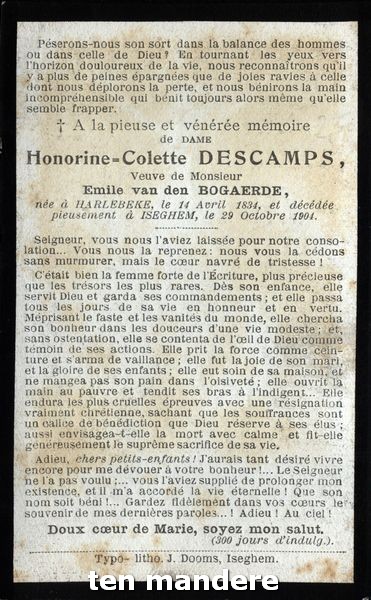 Péserons-nous son sort dans la balance des hommes
ou dans celle de Dieu? En tournant les yeux vers
l'horizon douloureux de la vie, nous reconnaîtrons qu'il
y a plus de peines épargnées que de joies ravies à celle
dont nous déplorons la perte, et nous bénirons la main
incompréhensible qui bénit toujours alors même qu'elle
semble frapper.
† A la pieuse et vénérée mémoire
de DAME
Honorine=Colette DESCAMPS,
Veuve de Monsieur
Emile van den BOGAERDE,
née à HARLEBEKE, le 14 Avril 1834, et décédée
pieusement à ISEGHEM, le 29 Octobre 1904.
Seigneur, vous nous l'aviez laissée pour notre conso-
lation... Vous nous la reprenez: nous vous la cédons
sans murmurer, mais le cœur navré de tristesse!
C'était bien la femme forte de l'Écriture, plus précieuse
que les trésors les plus rares. Dès son enfance, elle
servit Dieu et garda ses commandements; et elle passa
tous les jours de sa vie en honneur et en vertu.
Méprisant le faste et les vanités du monde, elle chercha
son bonheur dans les douceurs d'une vie modeste; et,
sans ostentation, elle se contenta de l'œil de Dieu comme
témoin de ses actions. Elle prit la force comme cein-
ture et s'arma de vaillance; elle fut la joie de son mari,
et la gloire de ses enfants; elle eut soin de sa maison, et
ne mangea pas son pain dans l'oisiveté; elle ouvrit la
main au pauvre et tendit ses bras à l'indigent... Elle
endura les plus cruelles épreuves avec une résignation
vraiment chrétienne, sachant que les souffrances sont
un calice de bénédiction que Dieu réserve à ses élus;
aussi envisagea-t-elle la mort avec calme et fit-elle
généreusement le suprême sacrifice de sa vie.
Adieu, chers petits-enfants! J'aurais tant désiré vivre
encore pour me dévouer à votre bonheur!... Le Seigneur
ne l'a pas voulu;... vous l'aviez supplié de prolonger mon
existence, et il m'a accordé la vie éternelle! Que son
nom soit béni!... Gardez fidèlement dans vos cœurs le
souvenir de mes dernières paroles...! Adieu! Au ciel!
Doux cœur de Marie, soyez mon salut.
(300 jours d'indulg.).
Typo- litho. J. Dooms, Iseghem.
ten mandere